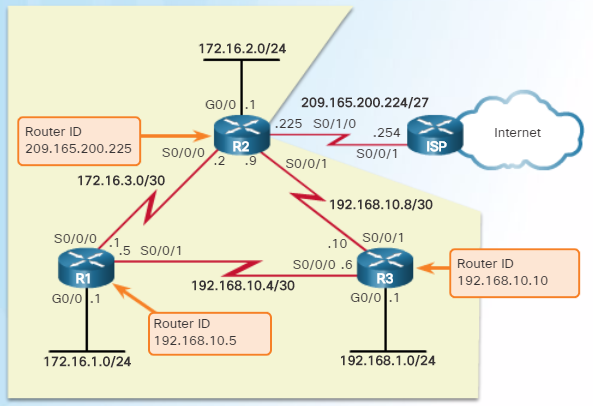 172.16.2.0/24
G0/0 .1
209.165.200.224/27
.225 S0/1/0
.254
Internet
Router ID
209.165.200.225
R2
ISP
S0/0/0
.2 .9
S0/0/1
S0/0/1
172.16.3.0/30
192.168.10.8/30
S0/0/0 .1
.5 S0/0/1
.10 S0/0/1
S0/0/0 .6
Router ID
192.168.10.10
R1
R3
192.168.10.4/30
G0/0 .1
G0/0 .1
Router ID
192.168.10.5
172.16.1.0/24
192.168.1.0/24